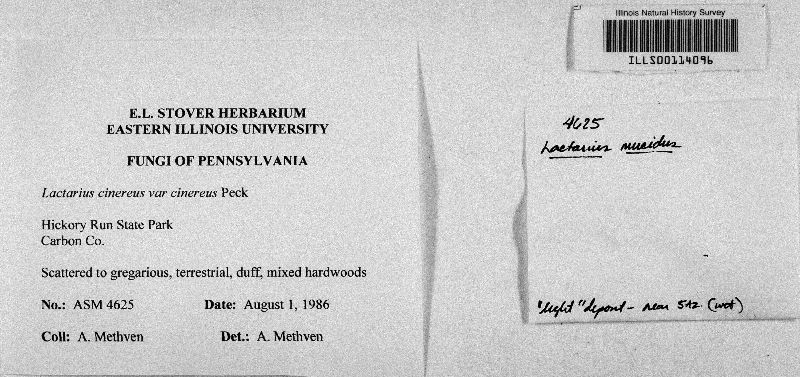 Illinois Natural History Survey
ILLS00114096
E.L. STOVER HERBARIUM
EASTERN ILLINOIS UNIVERSITY
FUNGI OF PENNSYLVANIA
Lactarius cinereus var cinereus Peck
Hickory Run State Park
Carbon Co.
Scattered to gregarious, terrestrial, duff, mixed hardwoods
No.: ASM 4625 Date: August 1, 1986
Coll: A. Methven Det.: A. Methven
4625
Lactarius mucidus
"light" deposit - near (wet)